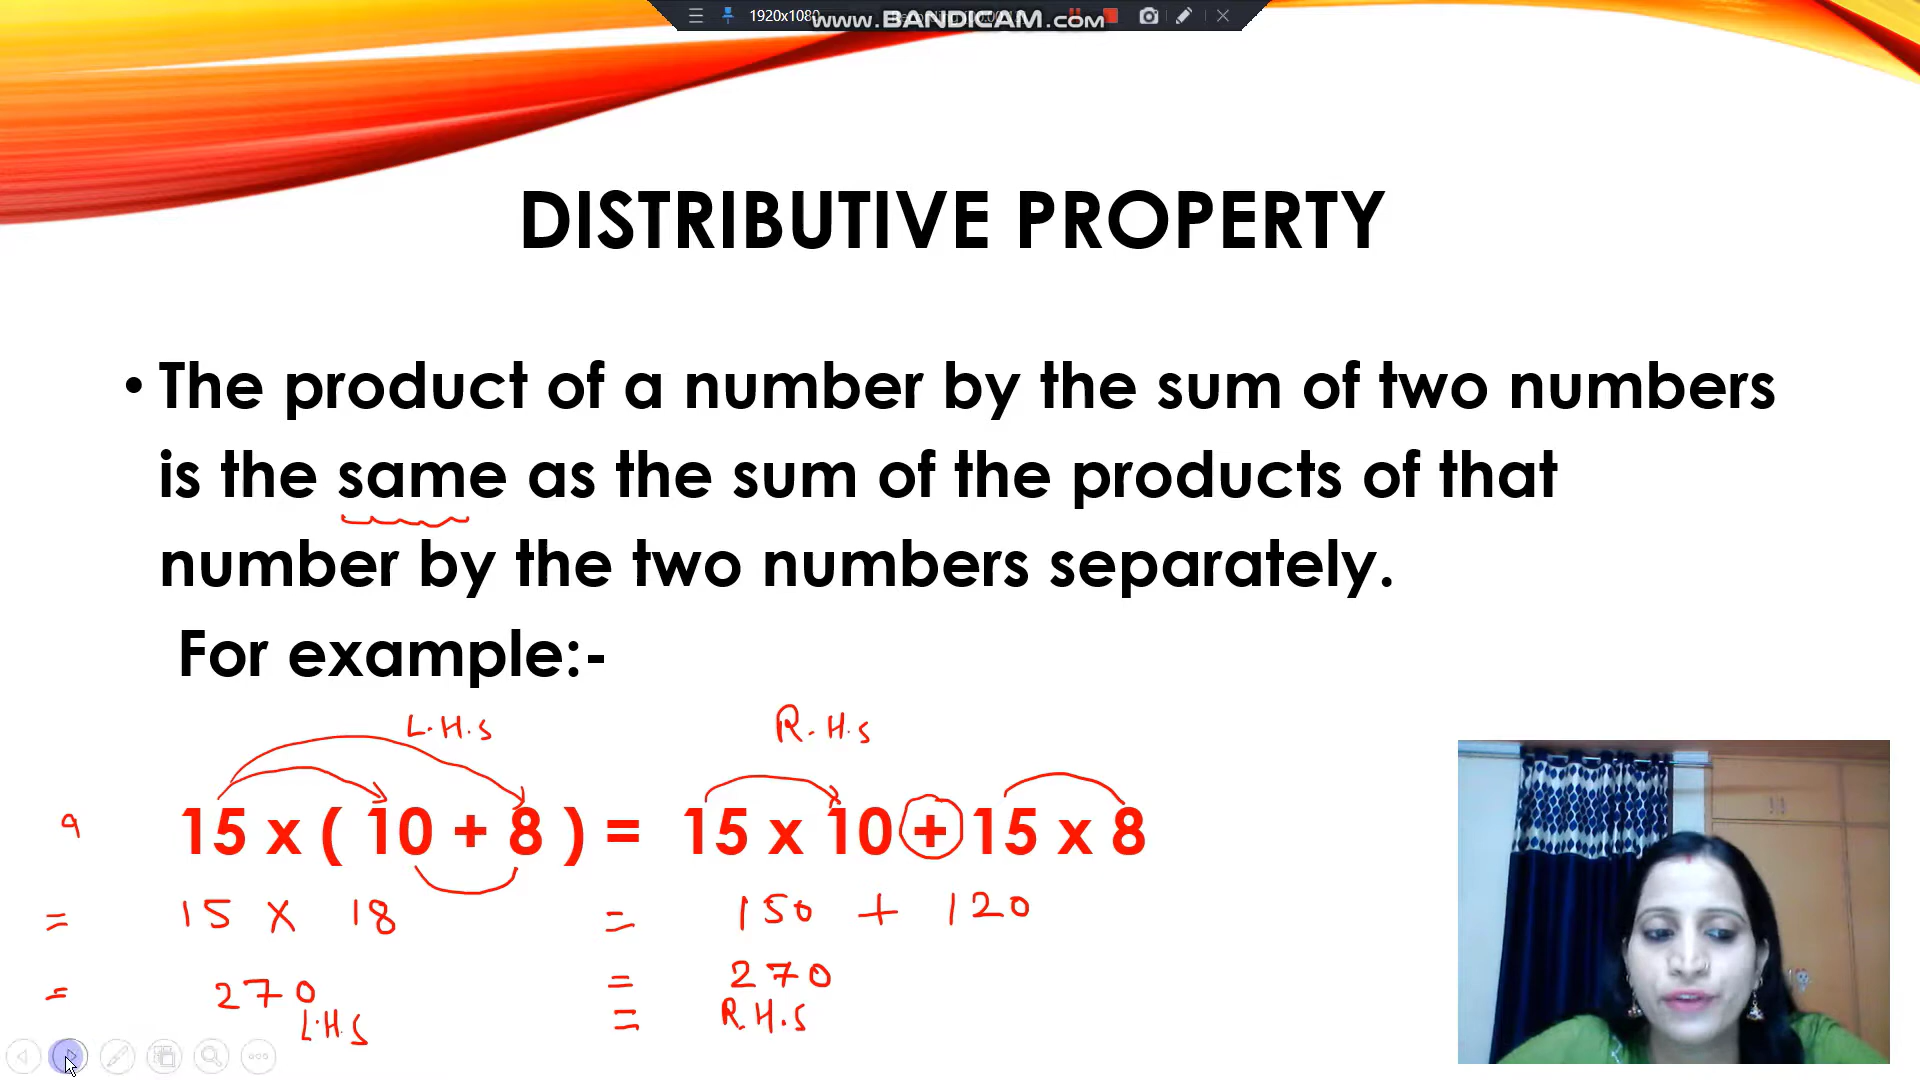 1920x1080
www.BANDICAM.com
DISTRIBUTIVE PROPERTY
• The product of a number by the sum of two numbers
is the same as the sum of the products of that
number by the two numbers separately.
For example:-
L.H.S R.H.S
15 x ( 10 + 8 ) = 15 x 10 + 15 x 8
= 15 x 18 = 150 + 120
= 270 = 270
L.H.S = R.H.S